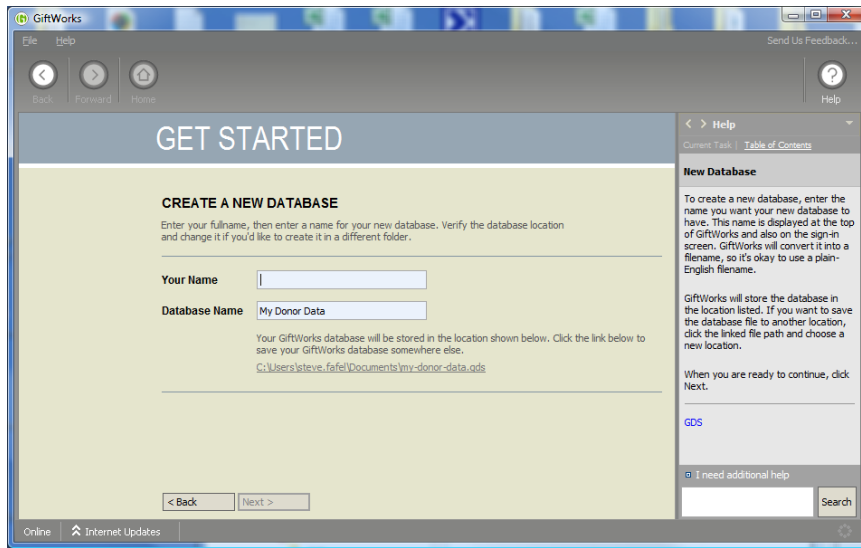 GiftWorks
File Help
Send Us Feedback...
Back Forward Home
Help
GET STARTED
CREATE A NEW DATABASE
Enter your fullname, then enter a name for your new database. Verify the database location
and change it if you'd like to create it in a different folder.
Your Name
Database Name My Donor Data
Your GiftWorks database will be stored in the location shown below. Click the link below to
save your GiftWorks database somewhere else.
C:\Users\steve.fafel\Documents\my-donor-data.gds
< Back Next >
< > Help
Current Task | Table of Contents
New Database
To create a new database, enter the
name you want your new database to
have. This name is displayed at the top
of GiftWorks and also on the sign-in
screen. GiftWorks will convert it into a
filename, so it's okay to use a plain-
English filename.
GiftWorks will store the database in
the location listed. If you want to save
the database file to another location,
click the linked file path and choose a
new location.
When you are ready to continue, click
Next.
GDS
I need additional help
Search
Online Internet Updates